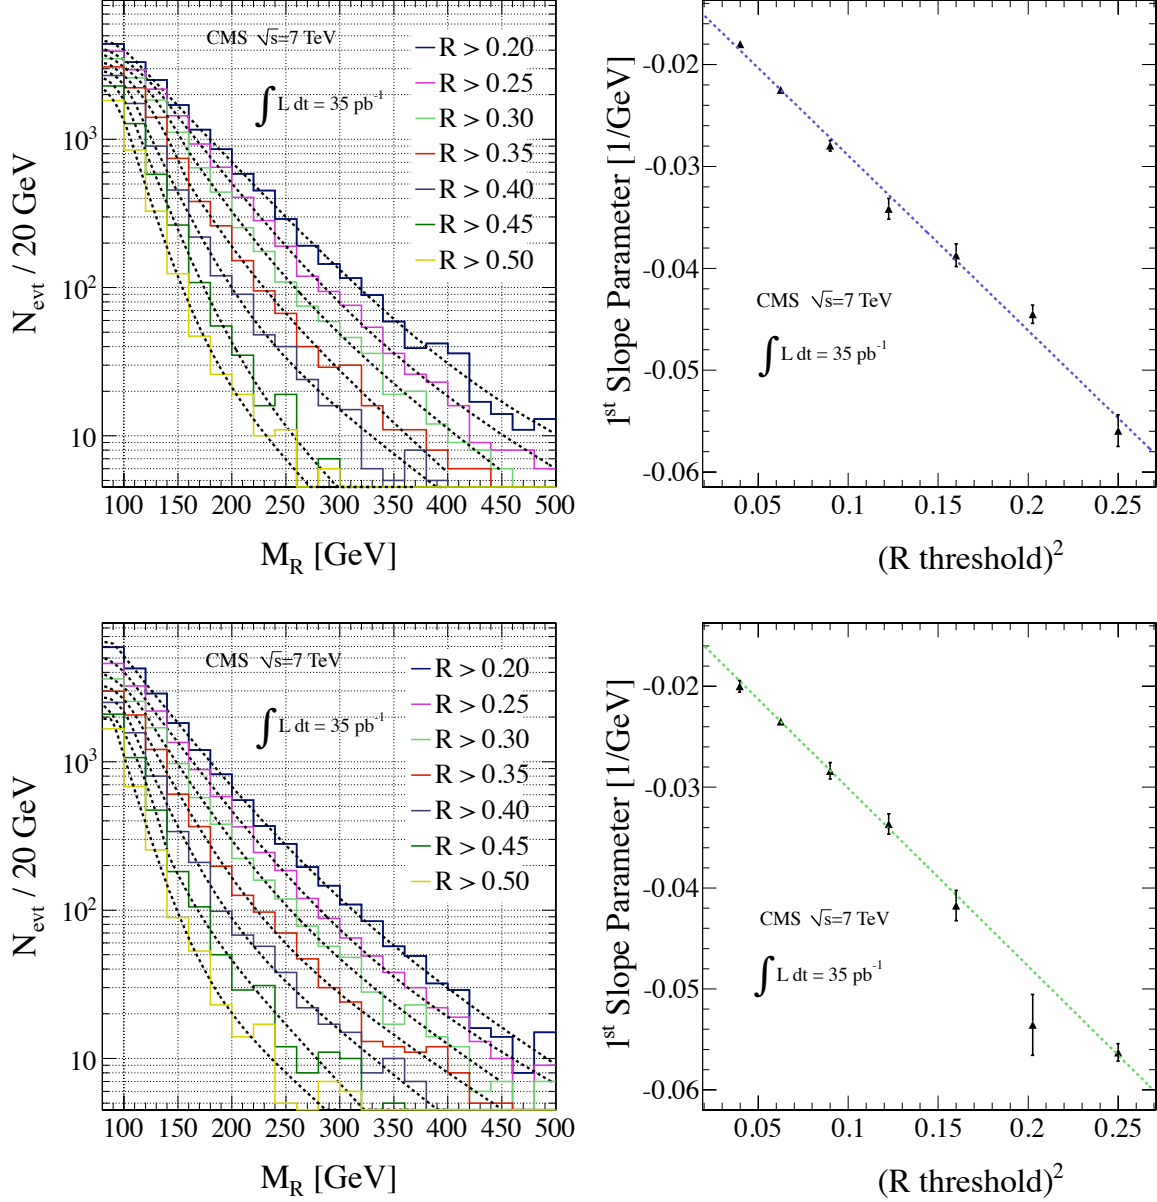 CMS √s=7 TeV
∫ L dt = 35 pb⁻¹
R > 0.20
R > 0.25
R > 0.30
R > 0.35
R > 0.40
R > 0.45
R > 0.50
N_evt / 20 GeV
10³
10²
10
100 150 200 250 300 350 400 450 500
M_R [GeV]
1ˢᵗ Slope Parameter [1/GeV]
-0.02
-0.03
-0.04
-0.05
-0.06
CMS √s=7 TeV
∫ L dt = 35 pb⁻¹
0.05 0.1 0.15 0.2 0.25
(R threshold)²
CMS √s=7 TeV
∫ L dt = 35 pb⁻¹
R > 0.20
R > 0.25
R > 0.30
R > 0.35
R > 0.40
R > 0.45
R > 0.50
N_evt / 20 GeV
10³
10²
10
100 150 200 250 300 350 400 450 500
M_R [GeV]
1ˢᵗ Slope Parameter [1/GeV]
-0.02
-0.03
-0.04
-0.05
-0.06
CMS √s=7 TeV
∫ L dt = 35 pb⁻¹
0.05 0.1 0.15 0.2 0.25
(R threshold)²